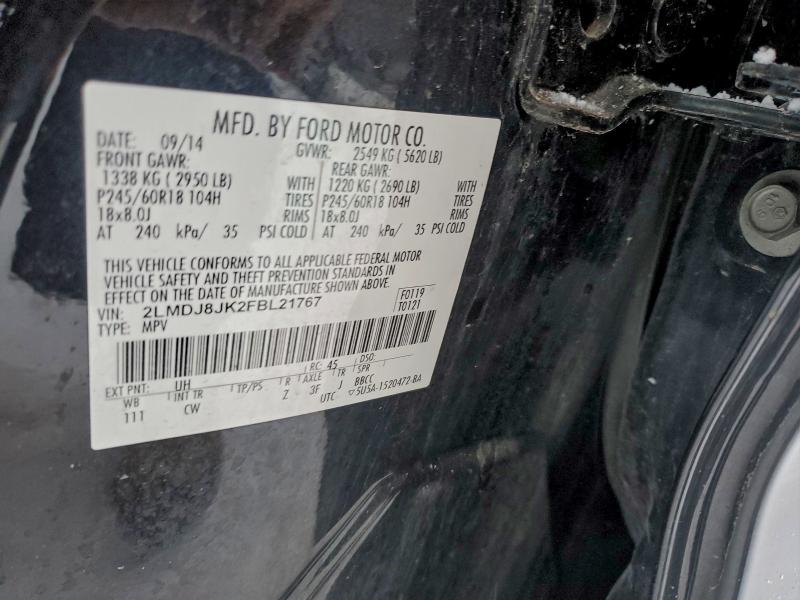 MFD. BY FORD MOTOR CO.
DATE: 09/14 GVWR: 2549 KG ( 5620 LB)
FRONT GAWR: REAR GAWR:
1338 KG ( 2950 LB) WITH 1220 KG ( 2690 LB) WITH
P245/60R18 104H TIRES P245/60R18 104H TIRES
18x8.0J RIMS 18x8.0J RIMS
AT 240 kPa/ 35 PSI COLD AT 240 kPa/ 35 PSI COLD
THIS VEHICLE CONFORMS TO ALL APPLICABLE FEDERAL MOTOR
VEHICLE SAFETY AND THEFT PREVENTION STANDARDS IN
EFFECT ON THE DATE OF MANUFACTURE SHOWN ABOVE.
VIN: 2LMDJ8JK2FBL21767 F0119
TYPE: MPV T0121
EXT PNT: UH RC: 45 DSO:
WB INT TR TP/PS R AXLE TR SPR
111 CW Z 3F J BBCC
UTC ▽5U5A-1520472-BA